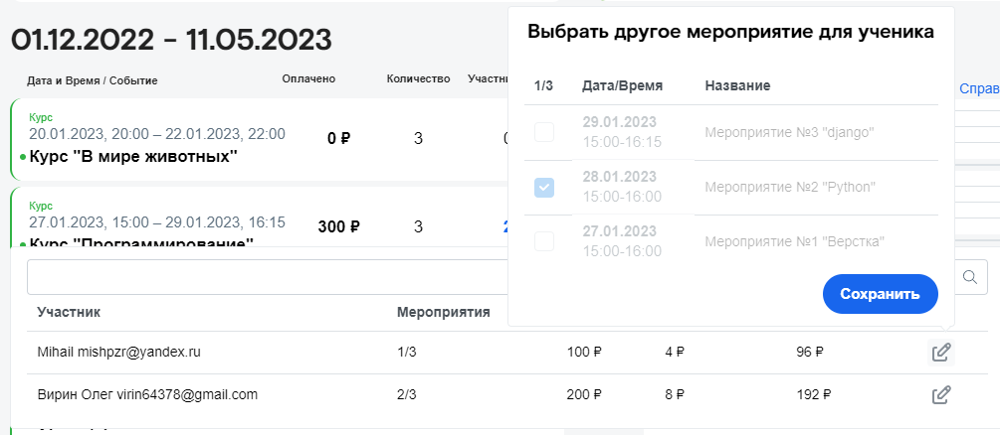 01.12.2022 - 11.05.2023
Дата и Время / Событие Оплачено Количество Участн
Курс
20.01.2023, 20:00 – 22.01.2023, 22:00
Курс "В мире животных"
0 ₽ 3
Курс
27.01.2023, 15:00 – 29.01.2023, 16:15
Курс "Программирование"
300 ₽ 3
Справ
Выбрать другое мероприятие для ученика
1/3 Дата/Время Название
29.01.2023
15:00-16:15
Мероприятие №3 "django"
28.01.2023
15:00-16:00
Мероприятие №2 "Python"
27.01.2023
15:00-16:00
Мероприятие №1 "Верстка"
Сохранить
Участник Мероприятия
Mihail mishpzr@yandex.ru 1/3 100 ₽ 4 ₽ 96 ₽
Вирин Олег virin64378@gmail.com 2/3 200 ₽ 8 ₽ 192 ₽